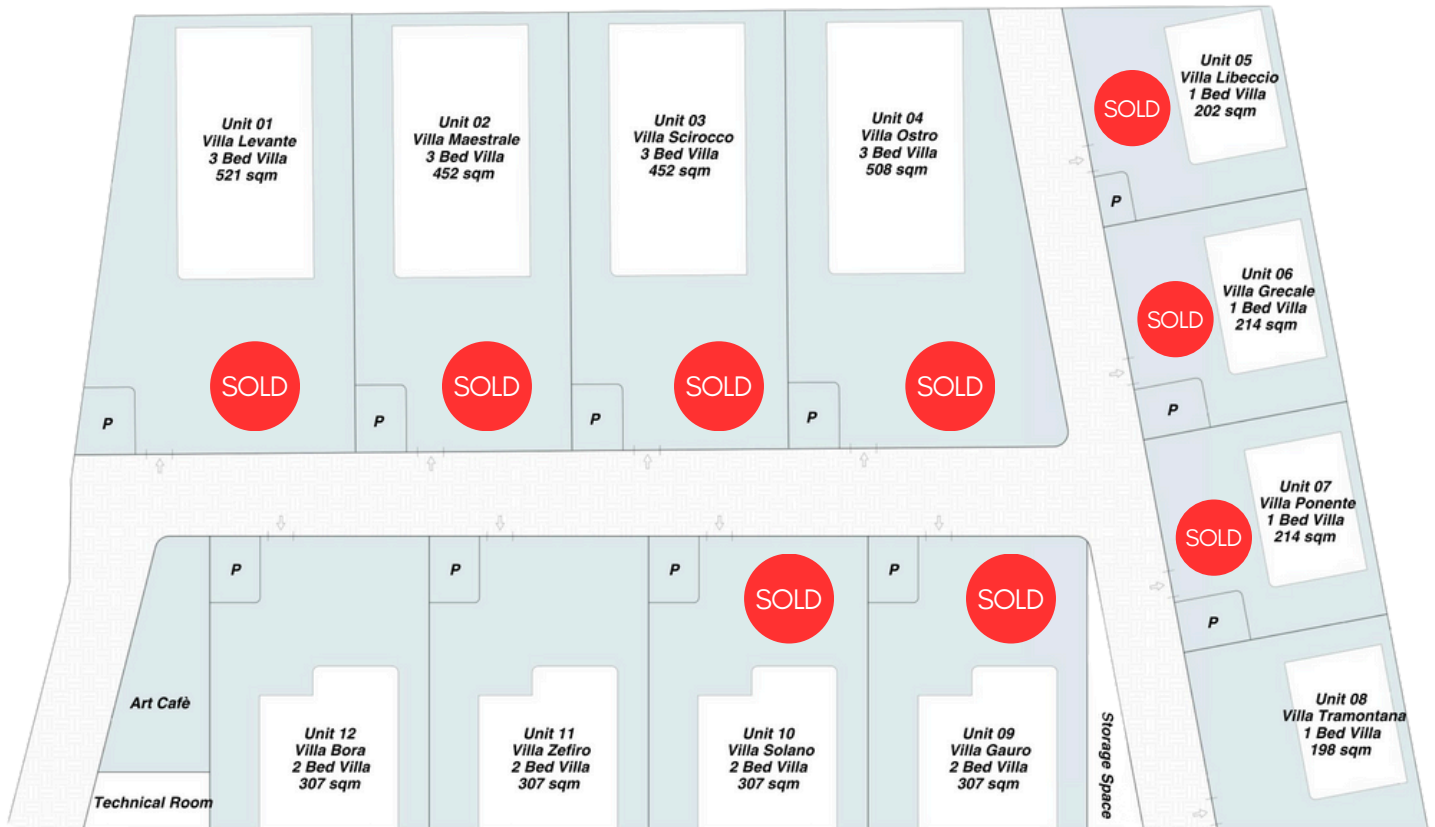 Unit 01
Villa Levante
3 Bed Villa
521 sqm
SOLD
P
Unit 02
Villa Maestrale
3 Bed Villa
452 sqm
SOLD
P
Unit 03
Villa Scirocco
3 Bed Villa
452 sqm
SOLD
P
Unit 04
Villa Ostro
3 Bed Villa
508 sqm
SOLD
P
Unit 05
Villa Libeccio
1 Bed Villa
202 sqm
SOLD
P
Unit 06
Villa Grecale
1 Bed Villa
214 sqm
SOLD
P
Unit 07
Villa Ponente
1 Bed Villa
214 sqm
SOLD
P
Unit 08
Villa Tramontana
1 Bed Villa
198 sqm
Art Cafè
Technical Room
P
Unit 12
Villa Bora
2 Bed Villa
307 sqm
P
Unit 11
Villa Zefiro
2 Bed Villa
307 sqm
P
SOLD
Unit 10
Villa Solano
2 Bed Villa
307 sqm
P
SOLD
Unit 09
Villa Gauro
2 Bed Villa
307 sqm
Storage Space